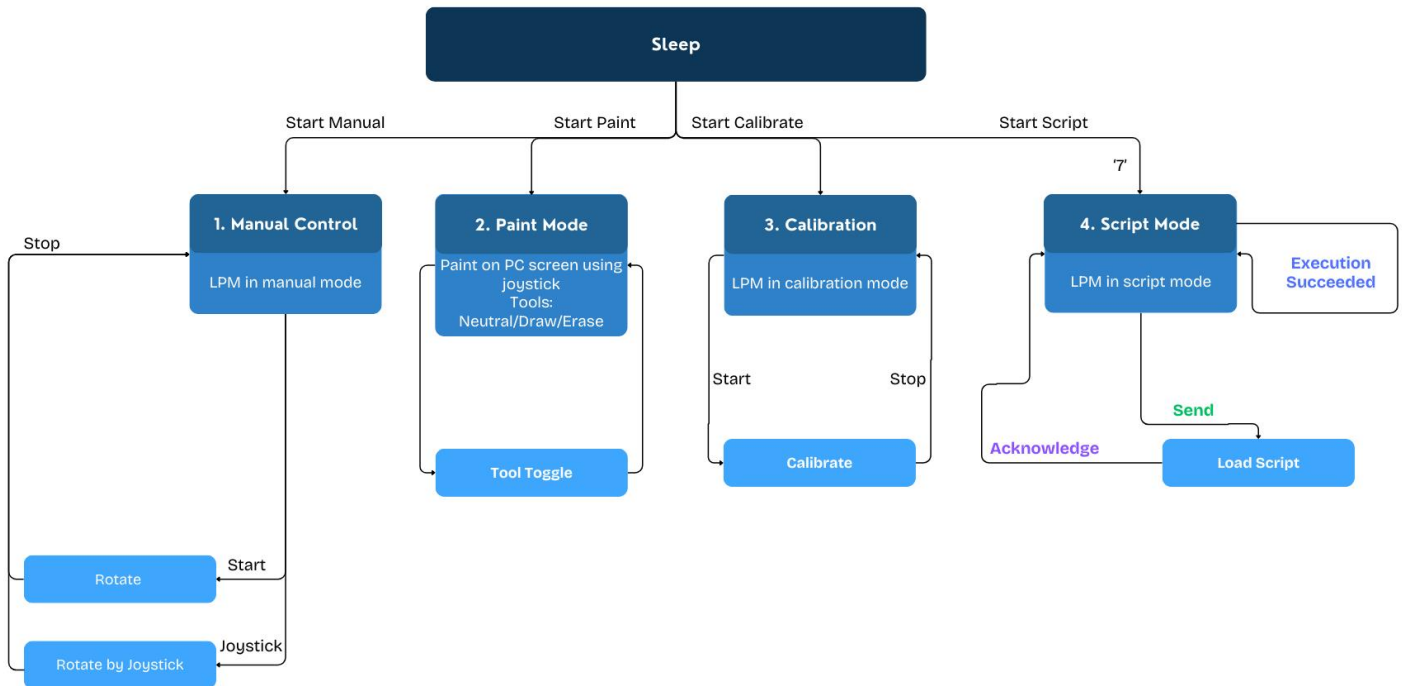 Sleep
Start Manual
Start Paint
Start Calibrate
Start Script
'7'
1. Manual Control
LPM in manual mode
2. Paint Mode
Paint on PC screen using
joystick
Tools:
Neutral/Draw/Erase
3. Calibration
LPM in calibration mode
4. Script Mode
LPM in script mode
Stop
Execution
Succeeded
Start
Stop
Send
Acknowledge
Tool Toggle
Calibrate
Load Script
Start
Rotate
Joystick
Rotate by Joystick